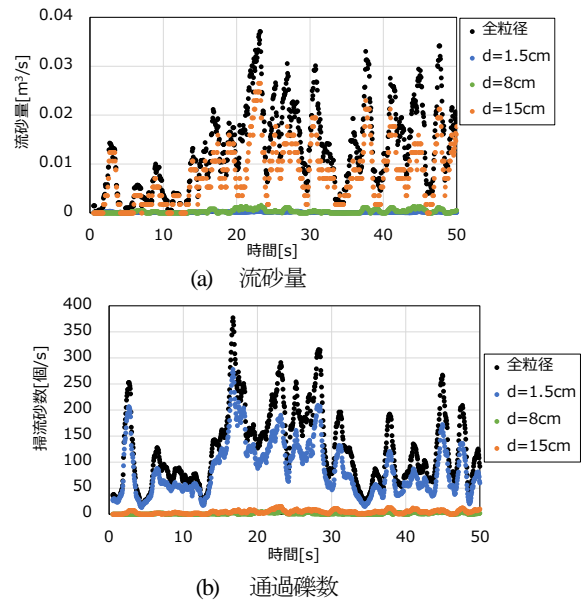 流砂量[m³/s]
0.04
0.03
0.02
0.01
0
0 10 20 30 40 50
時間[s]
全粒径
d=1.5cm
d=8cm
d=15cm
(a) 流砂量
掃流砂数[個/s]
400
350
300
250
200
150
100
50
0
0 10 20 30 40 50
時間[s]
全粒径
d=1.5cm
d=8cm
d=15cm
(b) 通過礫数